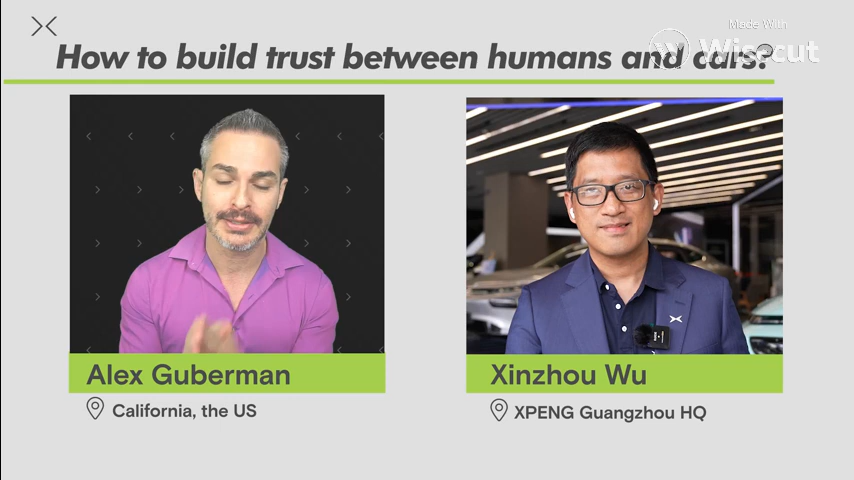 Made With
Wisecut
How to build trust between humans and cars?
Alex Guberman
Xinzhou Wu
California, the US
XPENG Guangzhou HQ